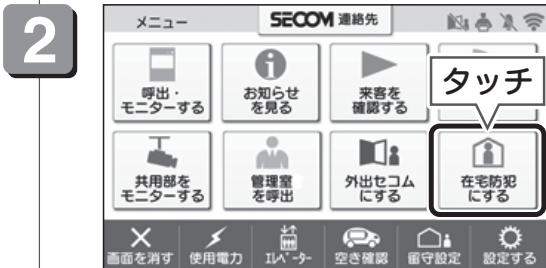 2
メニュー
SECOM 連絡先
呼出・
モニターする
お知らせ
を見る
来客を
確認する
タッチ
共用部を
モニターする
管理室
を呼出
外出セコム
にする
在宅防犯
にする
画面を消す
使用電力
エレベーター
空き確認
留守設定
設定する